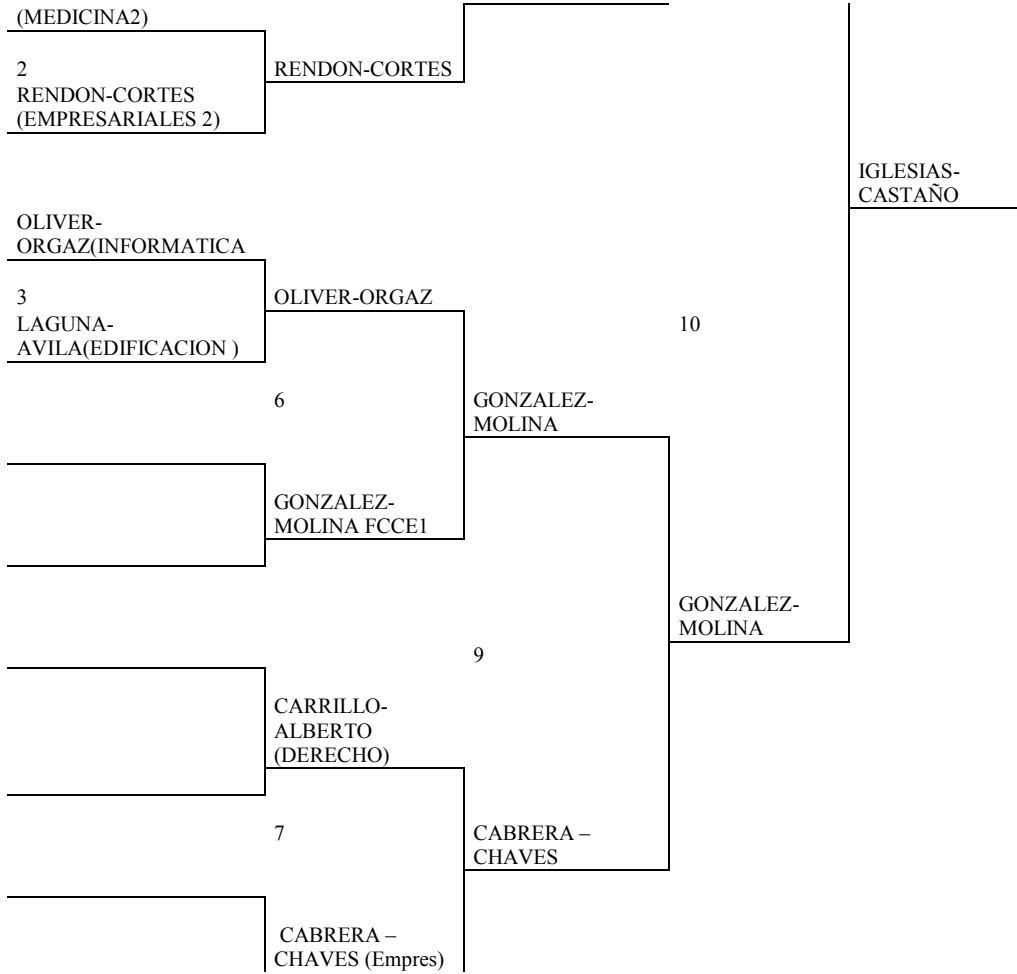 (MEDICINA2)
2
RENDON-CORTES
RENDON-CORTES
(EMPRESARIALES 2)
IGLESIAS-
CASTAÑO
OLIVER-
ORGAZ(INFORMATICA
3
OLIVER-ORGAZ
LAGUNA-
AVILA(EDIFICACION )
10
6
GONZALEZ-
MOLINA
GONZALEZ-
MOLINA FCCE1
GONZALEZ-
MOLINA
9
CARRILLO-
ALBERTO
(DERECHO)
7
CABRERA –
CHAVES
CABRERA –
CHAVES (Empres)